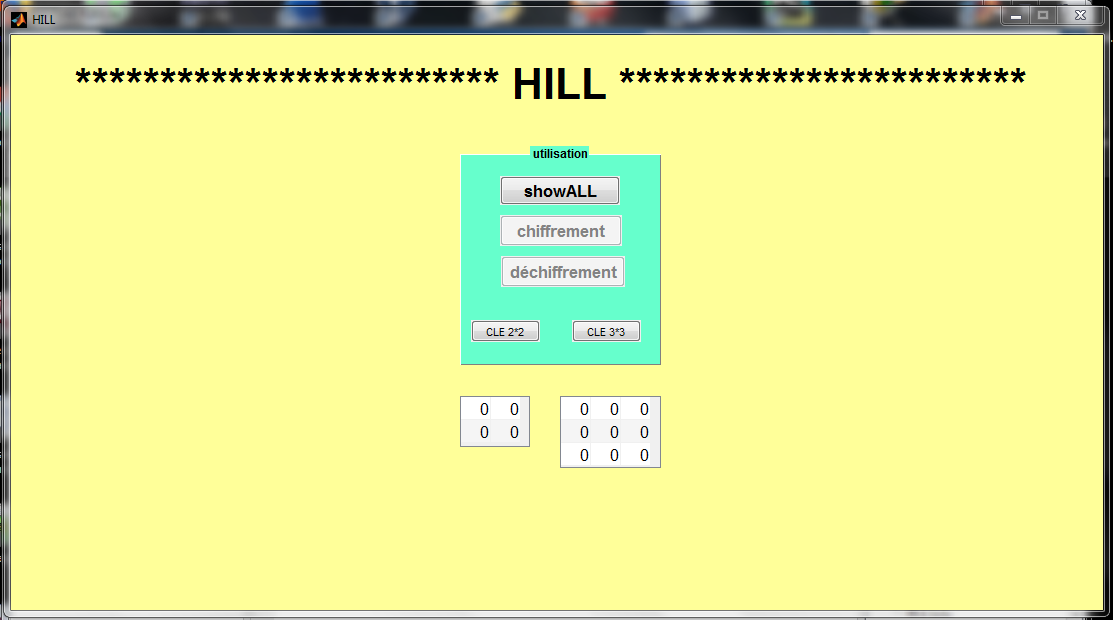 HILL
************************* HILL ************************
utilisation
showALL
chiffrement
déchiffrement
CLE 2*2 CLE 3*3
0 0 0 0 0
0 0 0 0 0
0 0 0